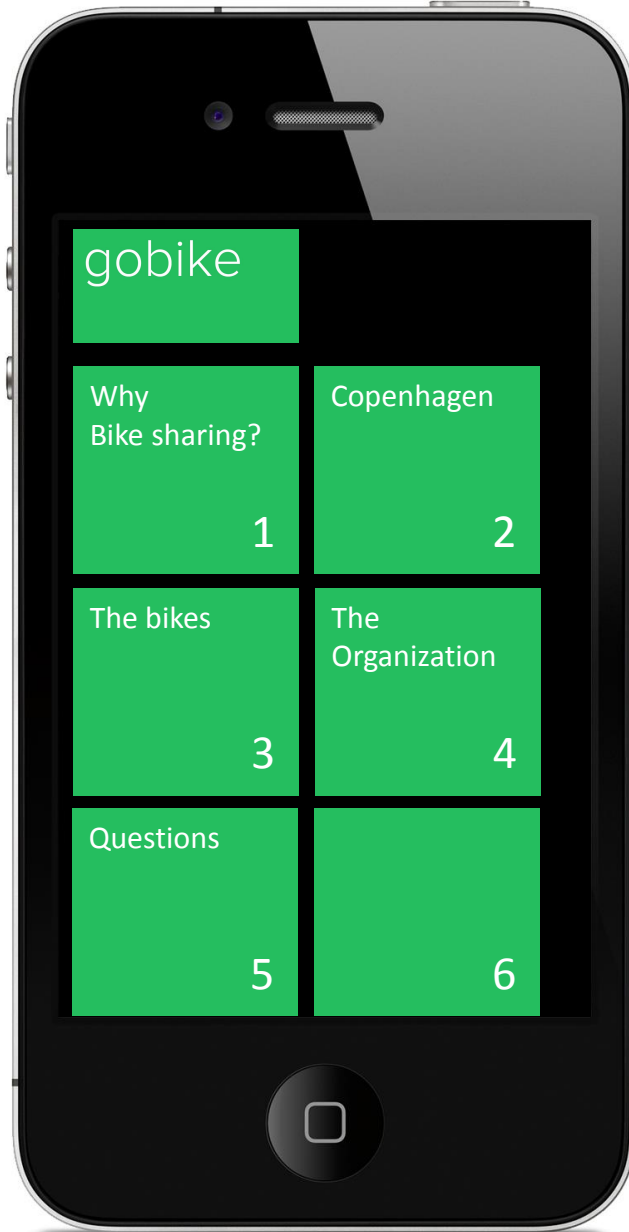 gobike
Why
Bike sharing?
1
Copenhagen
2
The bikes
3
The
Organization
4
Questions
5
6